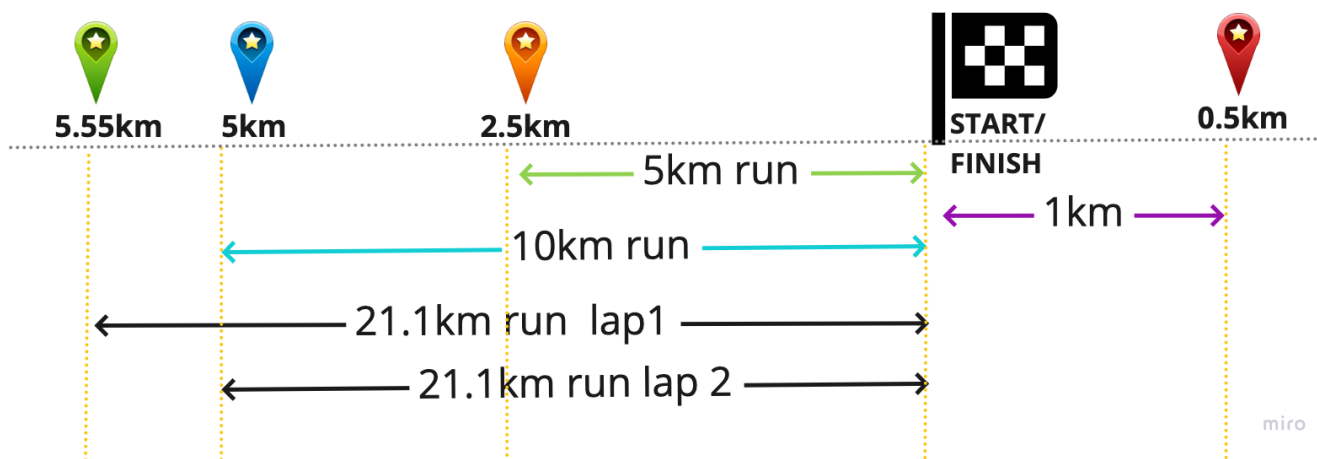 5.55km
5km
2.5km
START/
FINISH
0.5km
5km run
1km
10km run
21.1km run lap1
21.1km run lap 2
miro